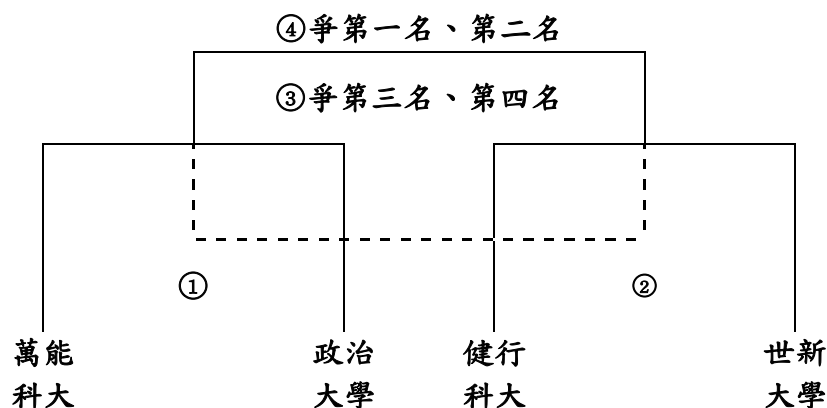 ④爭第一名、第二名
③爭第三名、第四名
①
②
萬能
科大
政治
大學
健行
科大
世新
大學